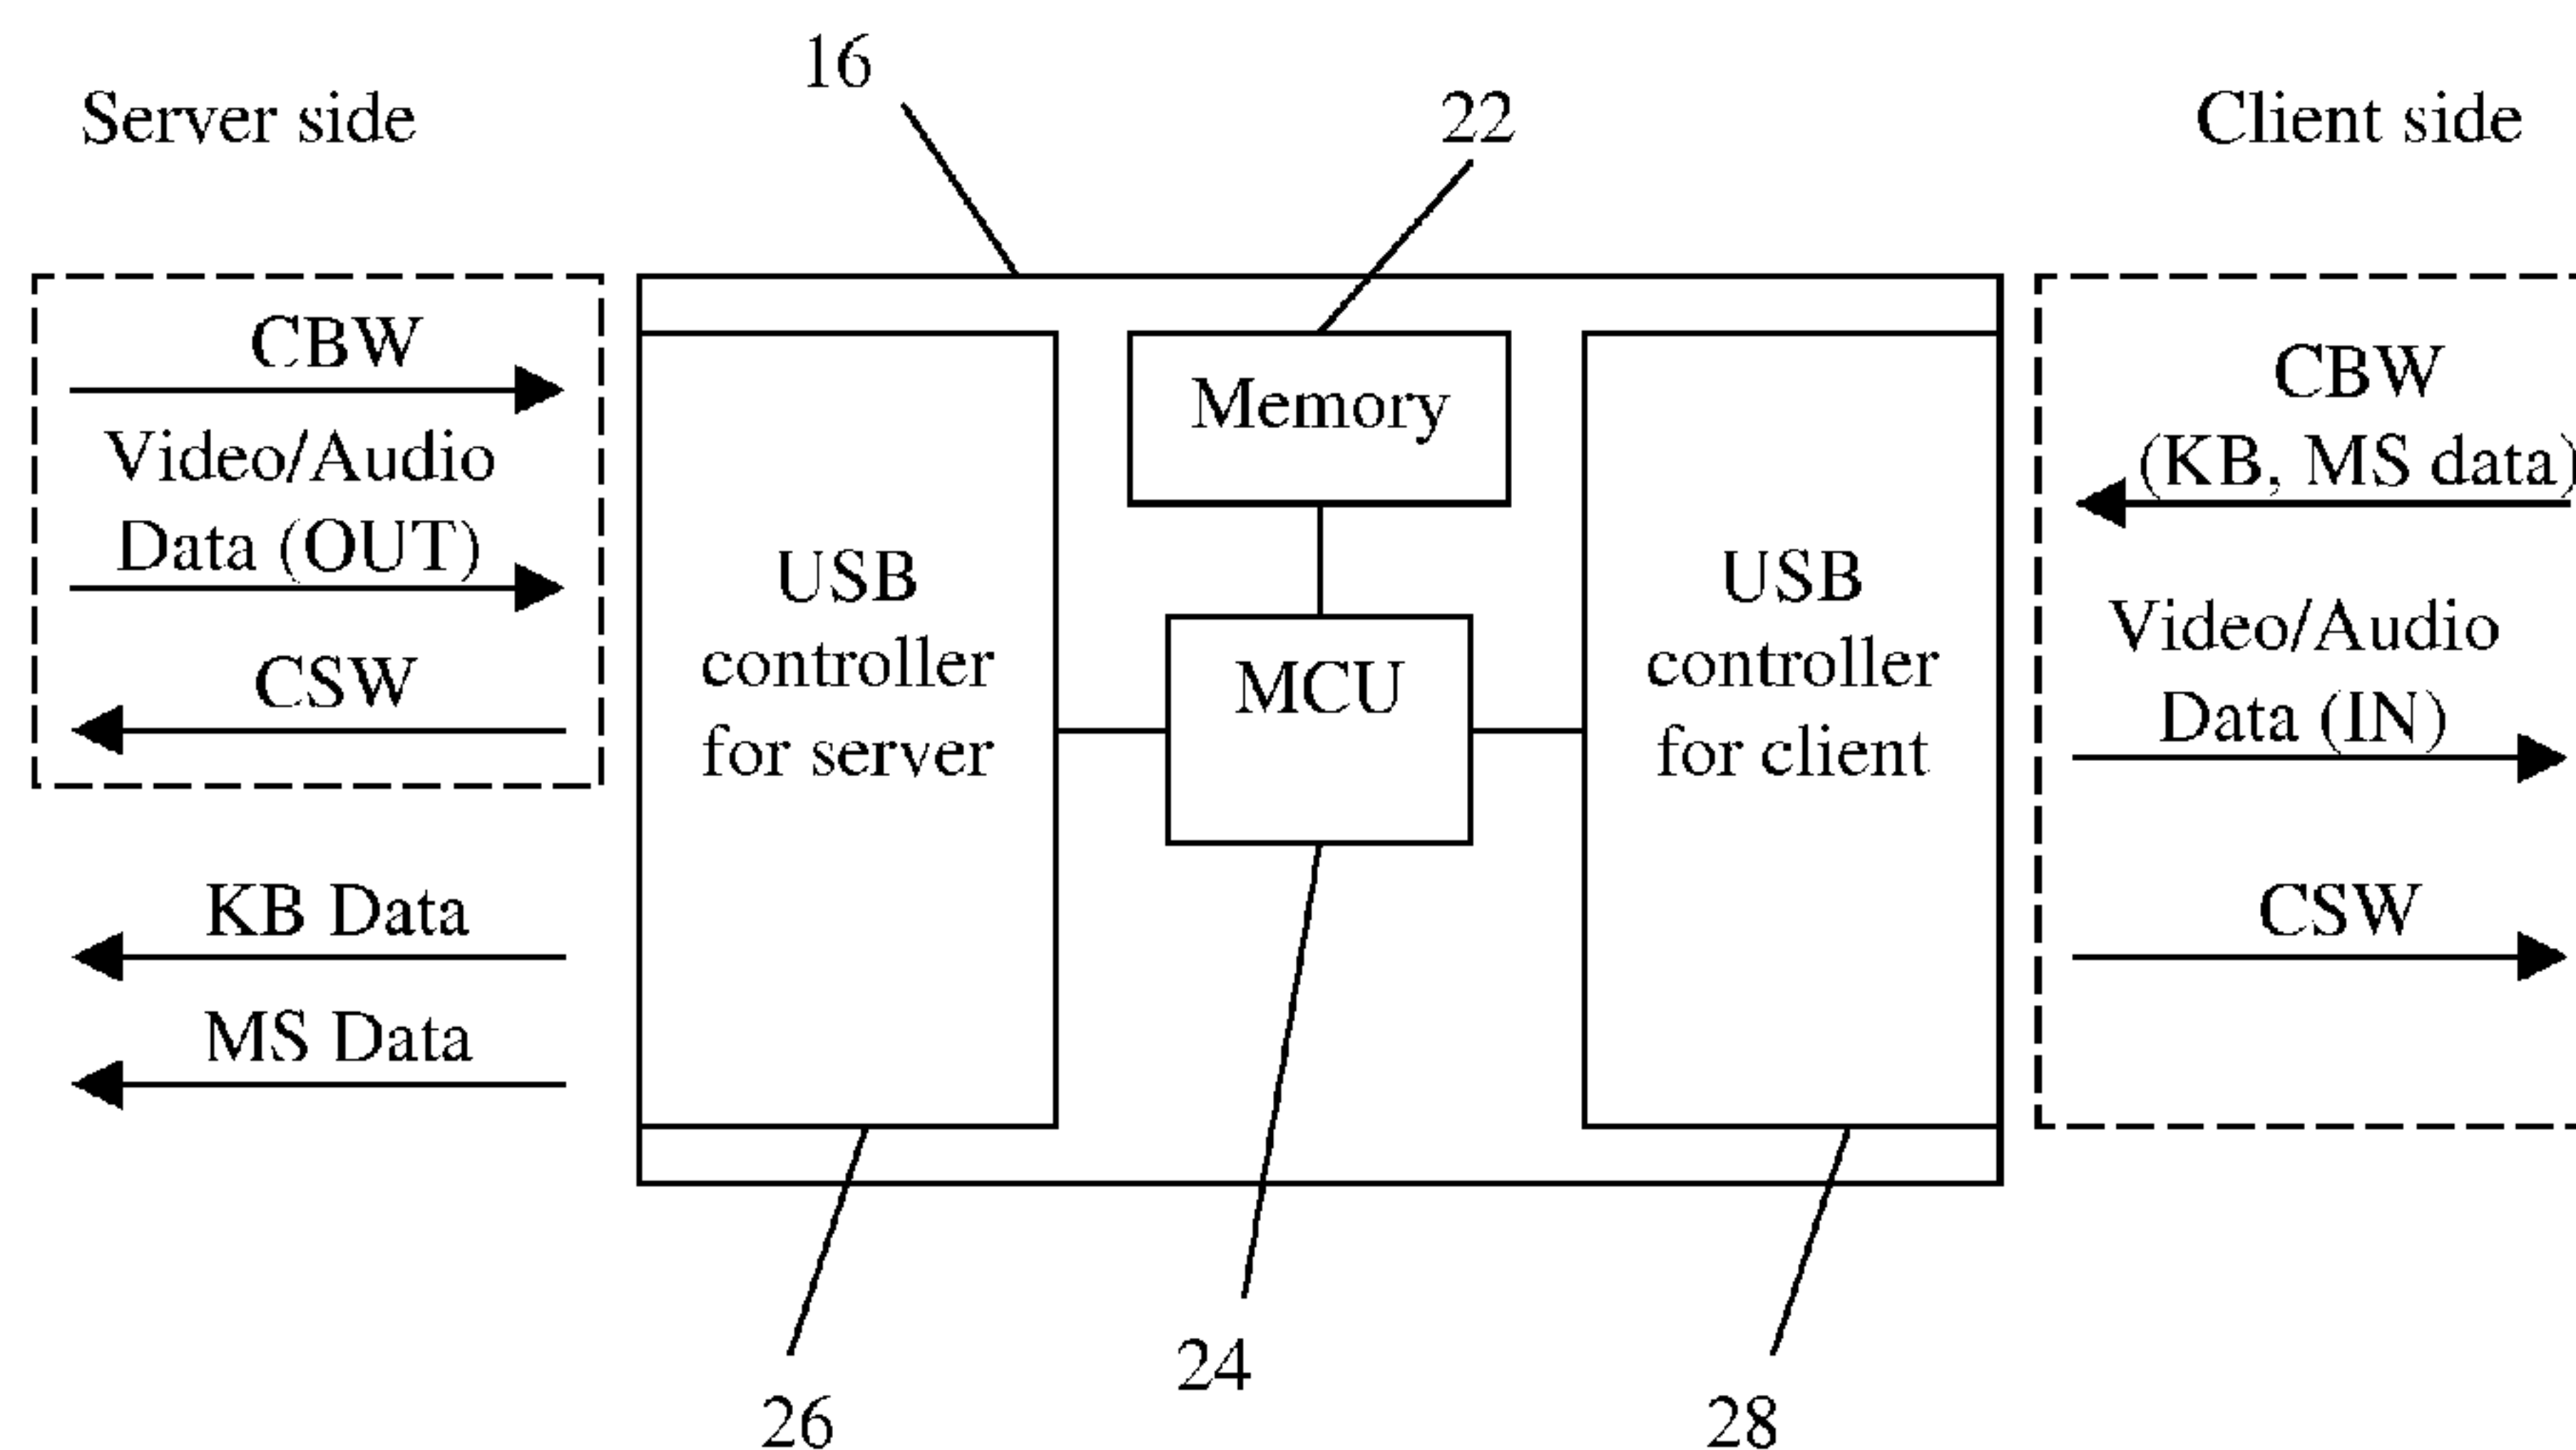 16
22
Server side
Client side
CBW
Video/Audio
Data (OUT)
CSW
KB Data
MS Data
USB
controller
for server
Memory
MCU
USB
controller
for client
CBW
(KB, MS data)
Video/Audio
Data (IN)
CSW
26
24
28